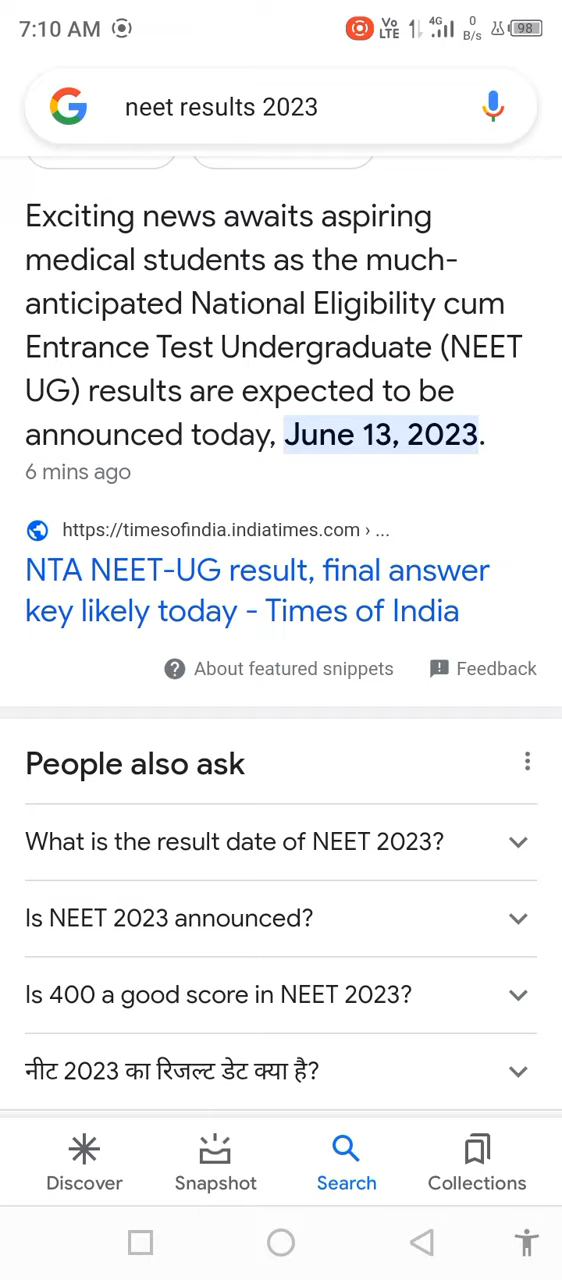 7:10 AM
Vo LTE 4G 0 B/s 98
neet results 2023
Exciting news awaits aspiring
medical students as the much-
anticipated National Eligibility cum
Entrance Test Undergraduate (NEET
UG) results are expected to be
announced today, June 13, 2023.
6 mins ago
https://timesofindia.indiatimes.com › ...
NTA NEET-UG result, final answer
key likely today - Times of India
About featured snippets Feedback
People also ask
What is the result date of NEET 2023?
Is NEET 2023 announced?
Is 400 a good score in NEET 2023?
नीट 2023 का रिजल्ट डेट क्या है?
Discover Snapshot Search Collections